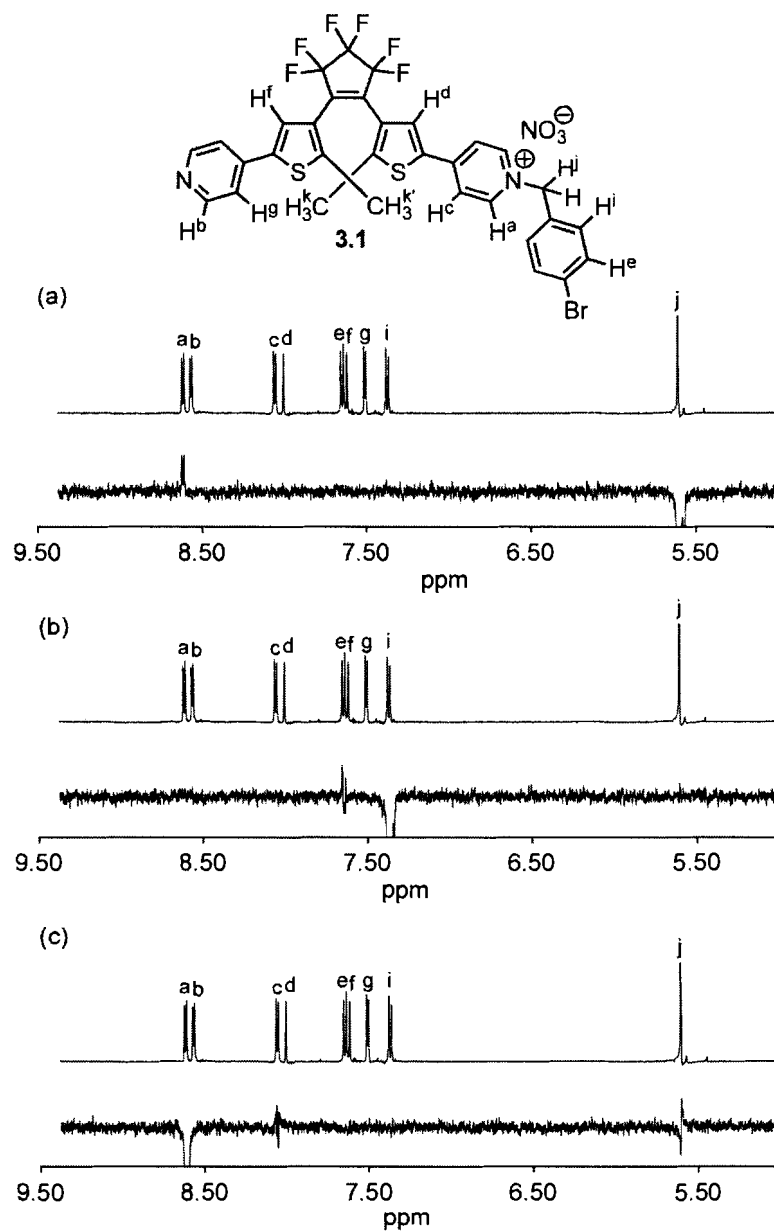 F F F F
F F
H^f H^d
NO₃⊖
N S S N⁺ H^j
H^b H^g H₃C^k CH₃^k' H^c H^a H H^i
3.1
H^e
Br
(a)
a b c d e f g i j
9.50 8.50 7.50 6.50 5.50
ppm
(b)
a b c d e f g i j
9.50 8.50 7.50 6.50 5.50
ppm
(c)
a b c d e f g i j
9.50 8.50 7.50 6.50 5.50
ppm